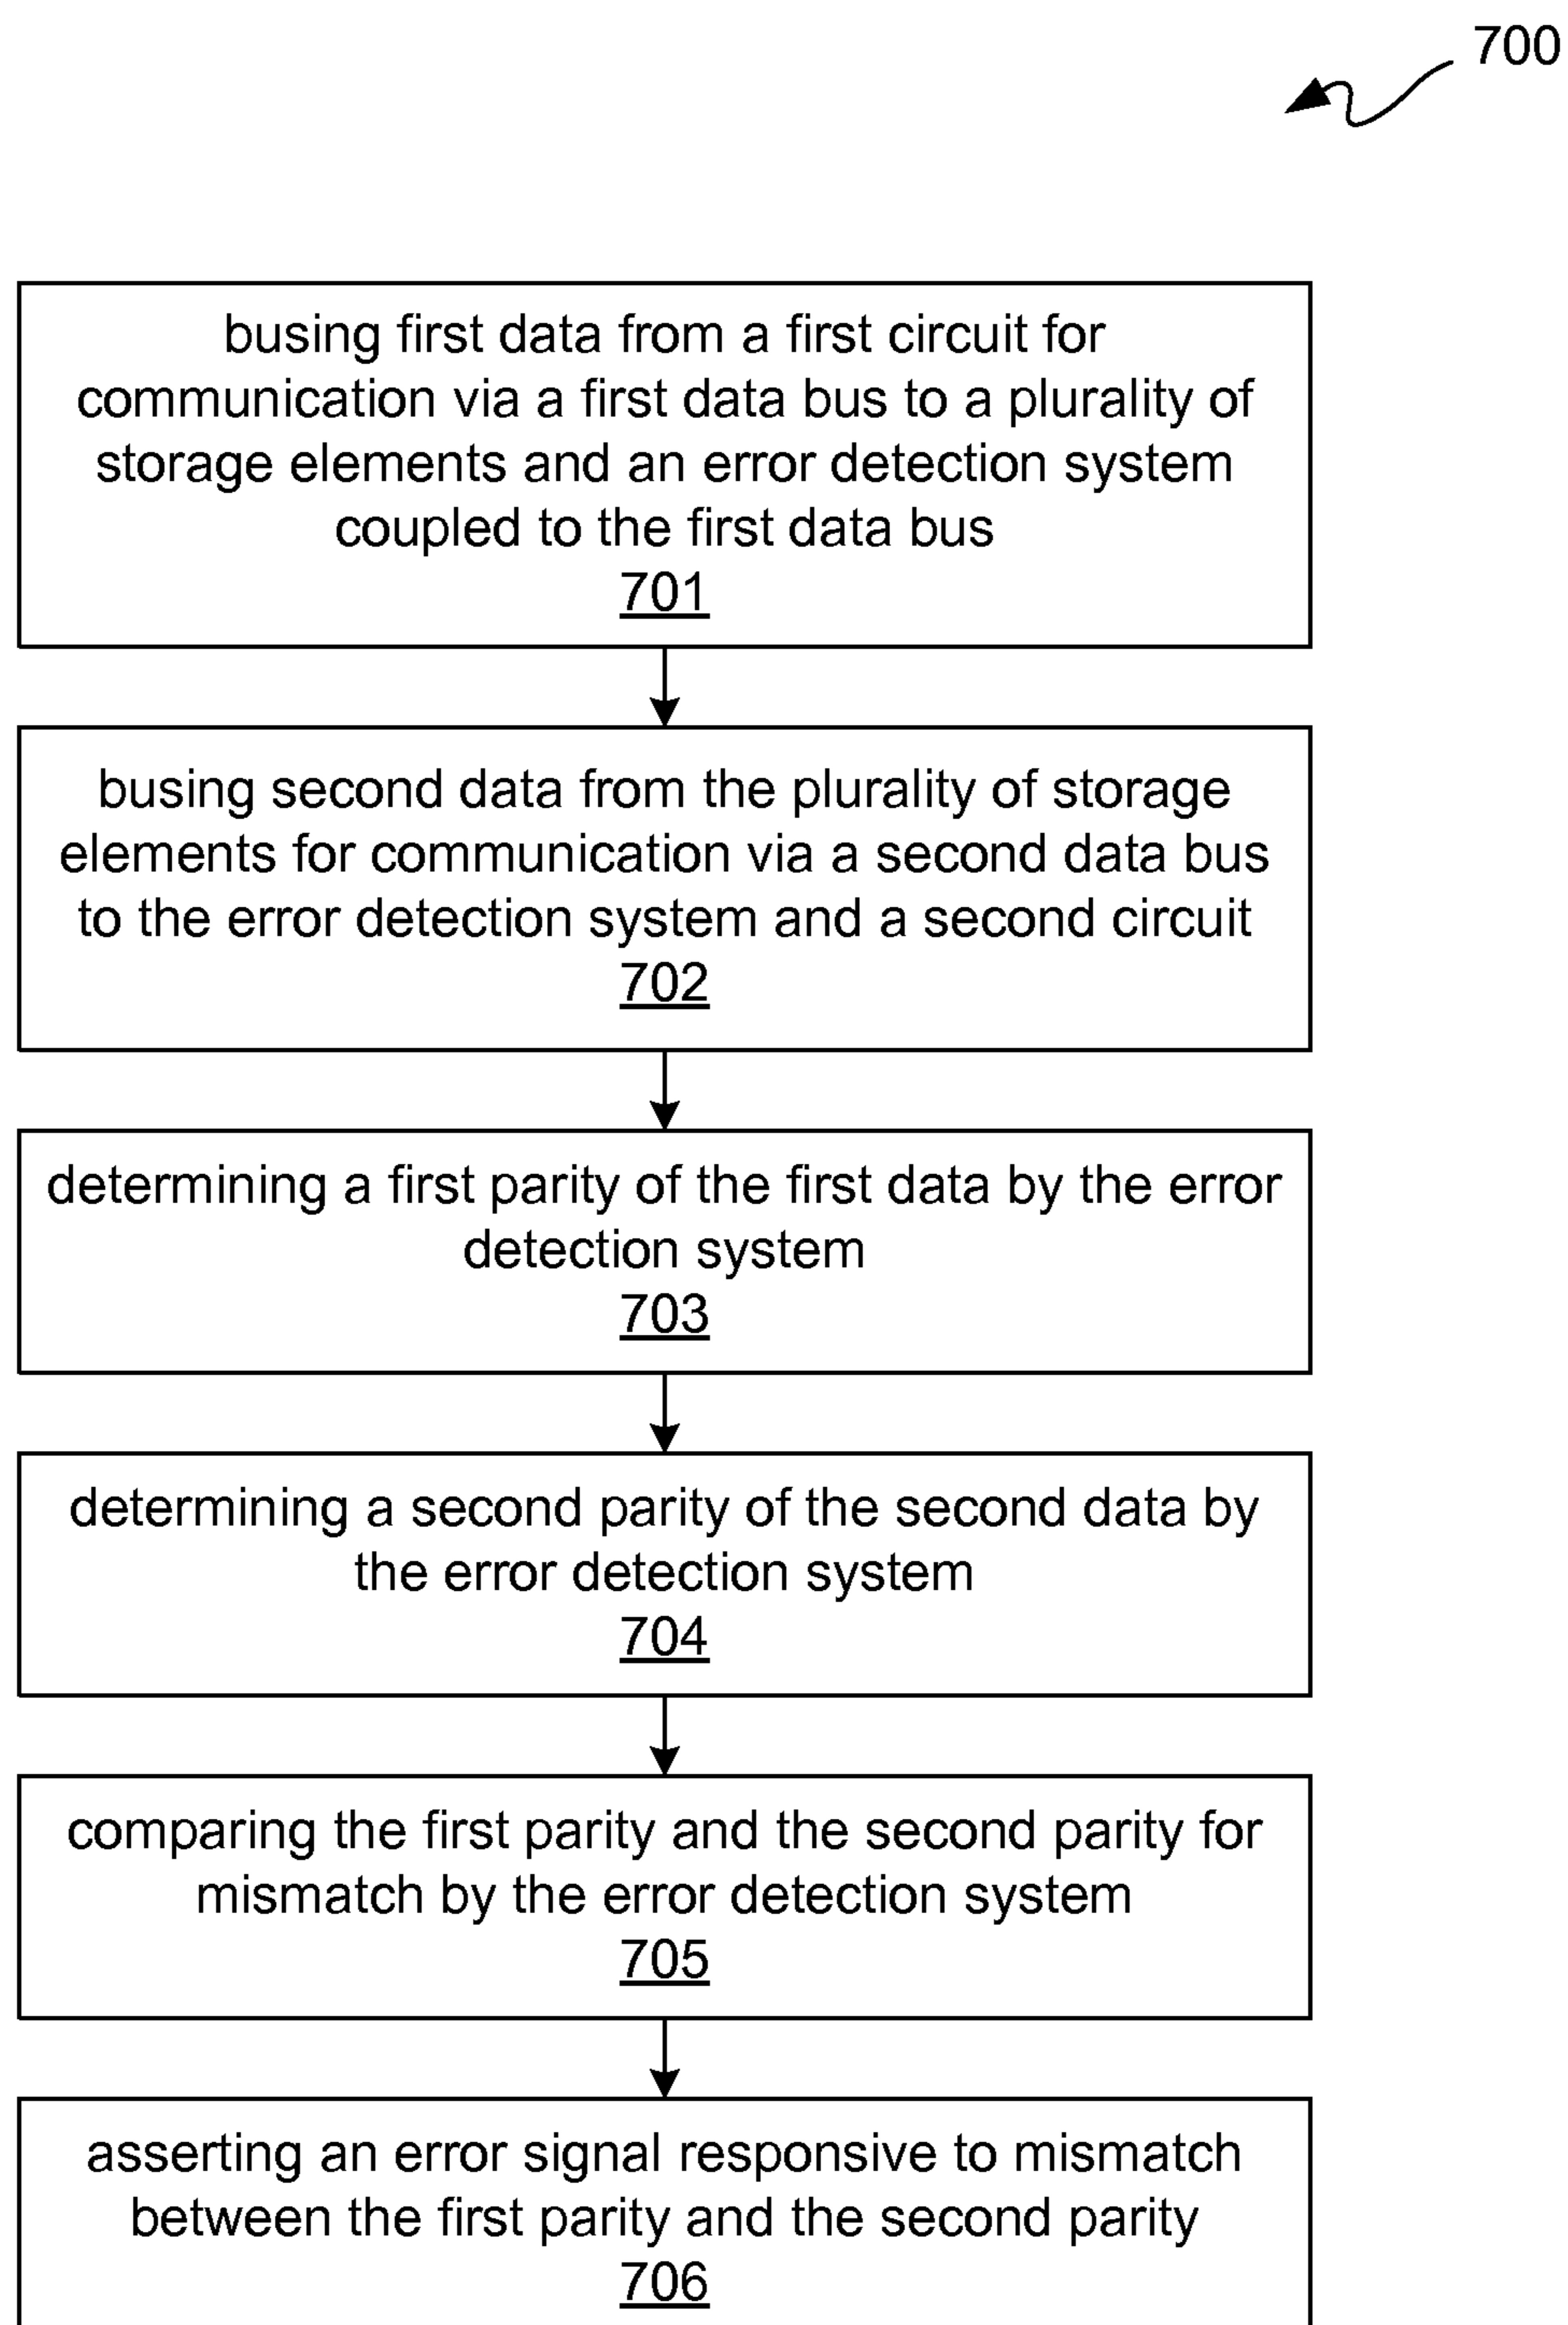 700
busing first data from a first circuit for
communication via a first data bus to a plurality of
storage elements and an error detection system
coupled to the first data bus
701
busing second data from the plurality of storage
elements for communication via a second data bus
to the error detection system and a second circuit
702
determining a first parity of the first data by the error
detection system
703
determining a second parity of the second data by
the error detection system
704
comparing the first parity and the second parity for
mismatch by the error detection system
705
asserting an error signal responsive to mismatch
between the first parity and the second parity
706